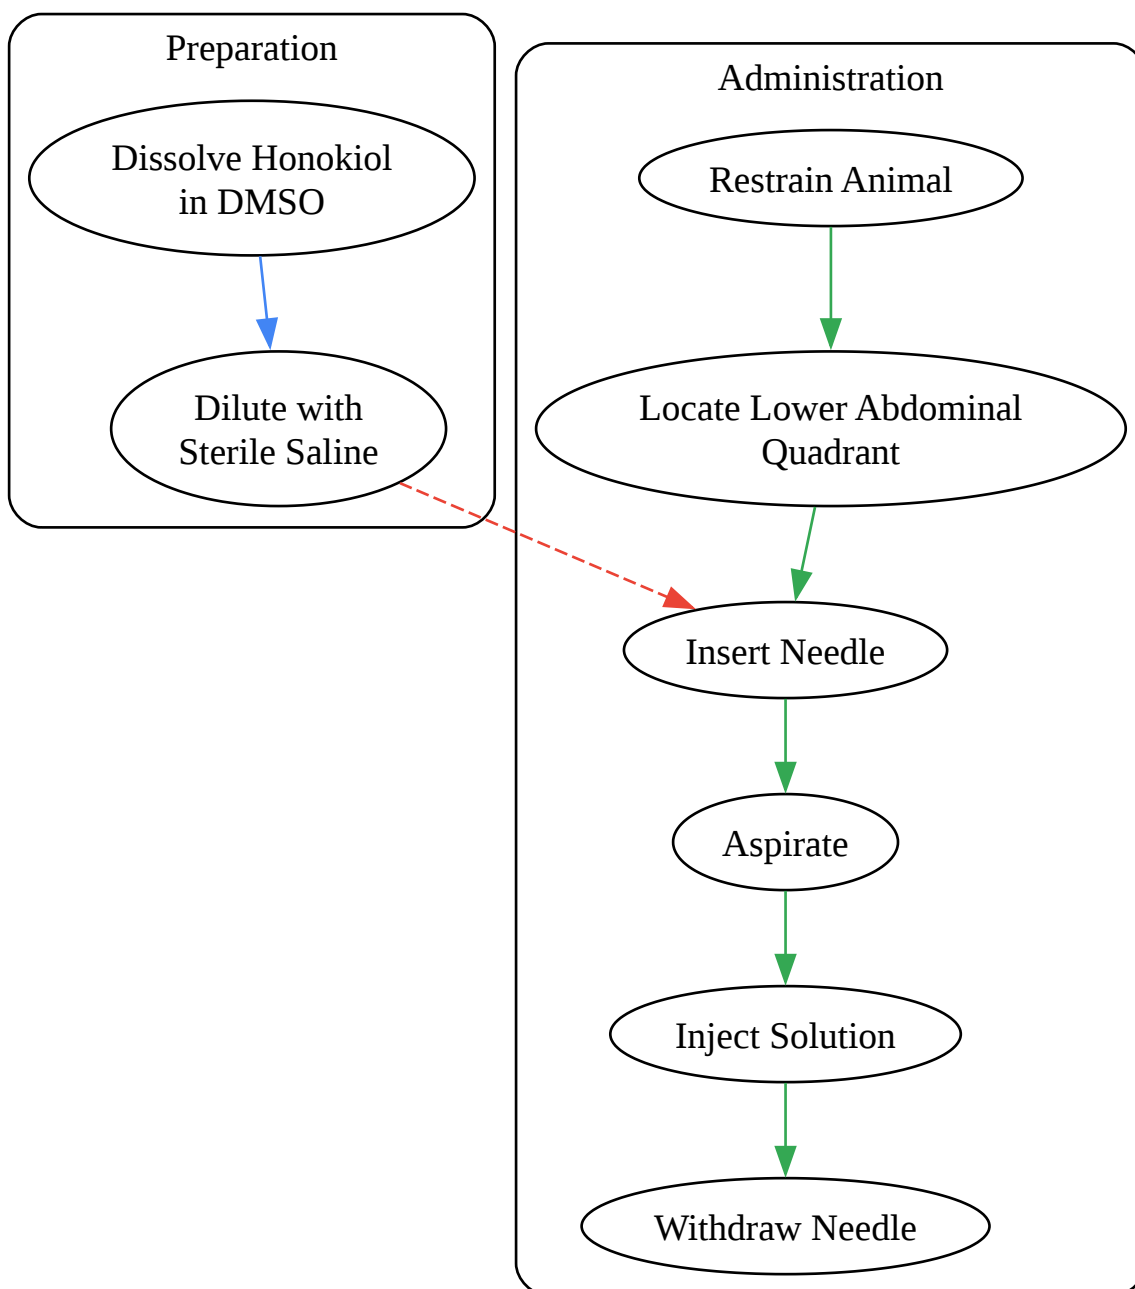 Preparation
Dissolve Honokiol
in DMSO
Dilute with
Sterile Saline
Administration
Restrain Animal
Locate Lower Abdominal
Quadrant
Insert Needle
Aspirate
Inject Solution
Withdraw Needle